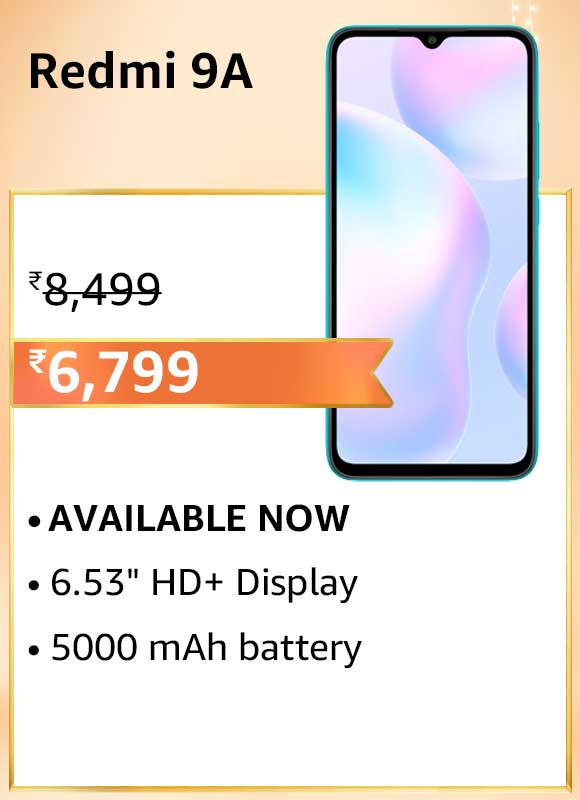 Redmi 9A
₹8,499
₹6,799
• AVAILABLE NOW
• 6.53" HD+ Display
• 5000 mAh battery